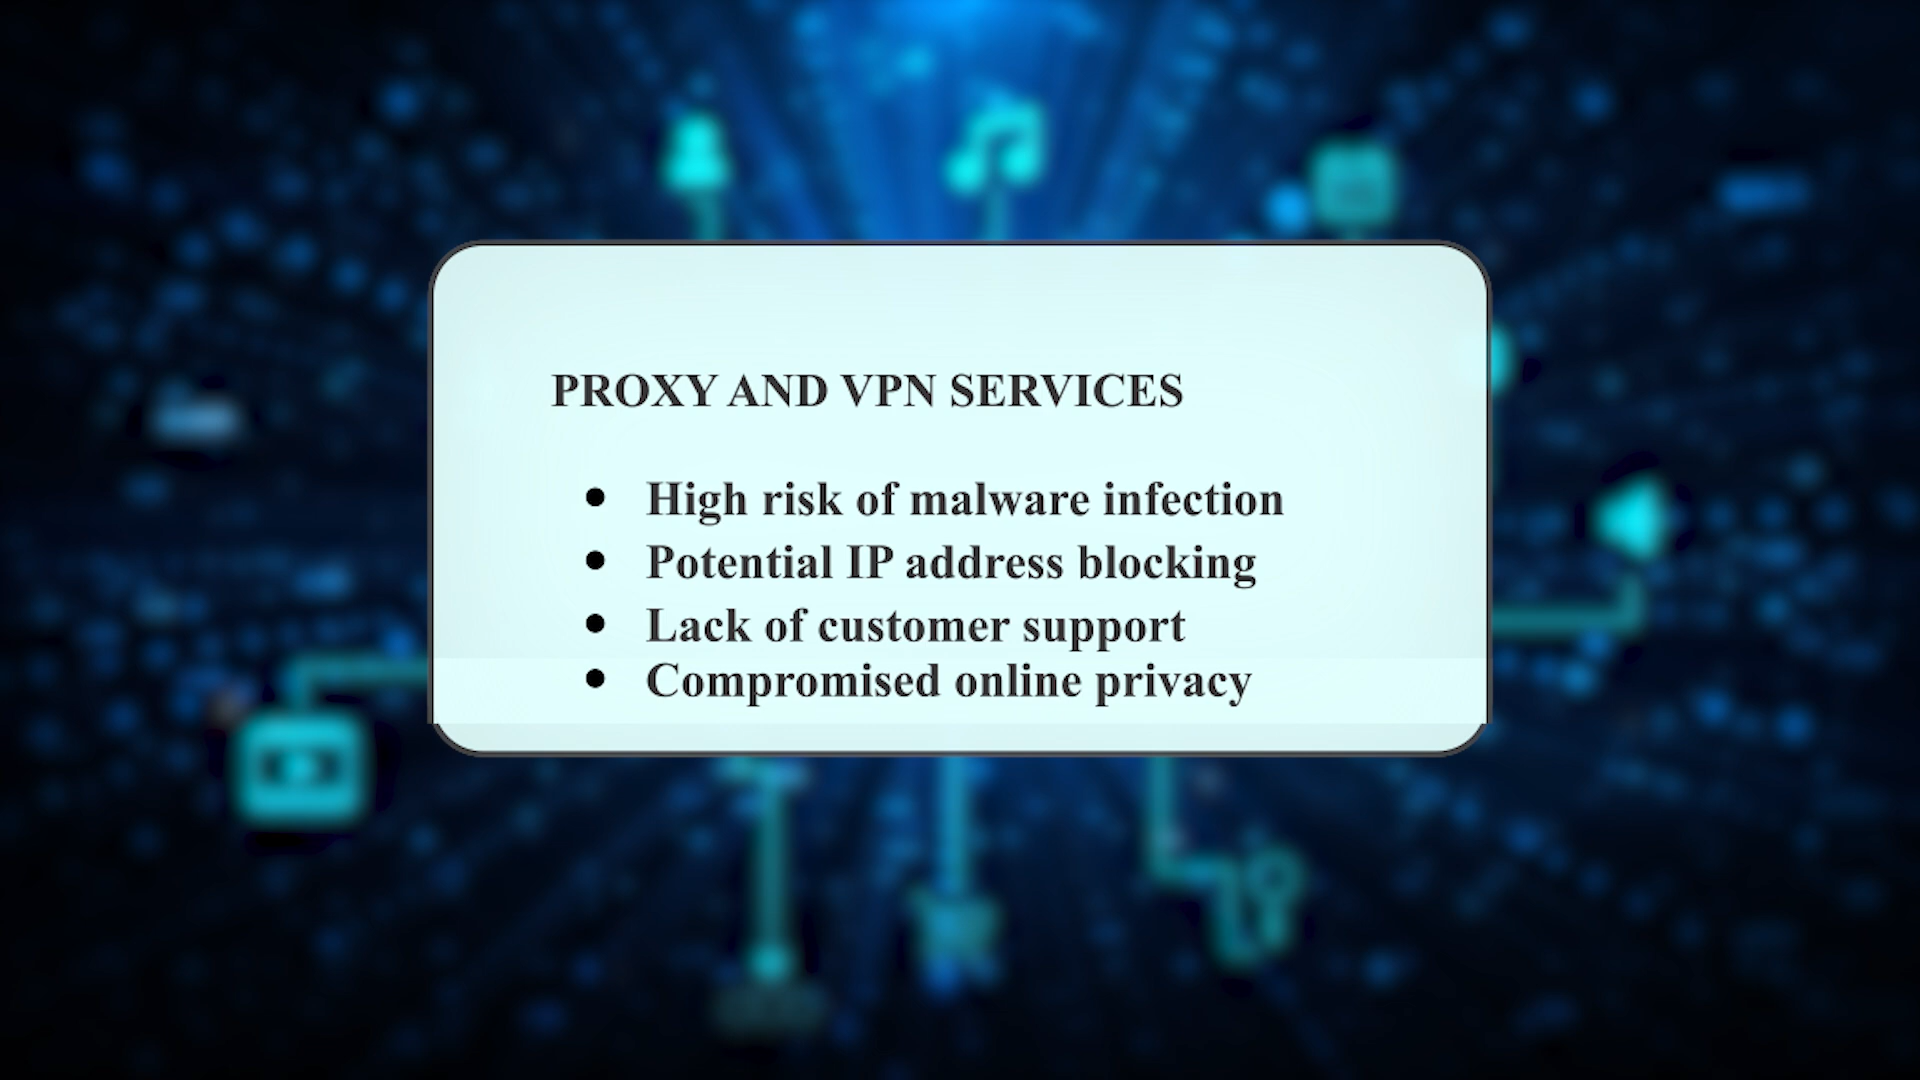 PROXY AND VPN SERVICES
• High risk of malware infection
• Potential IP address blocking
• Lack of customer support
• Compromised online privacy